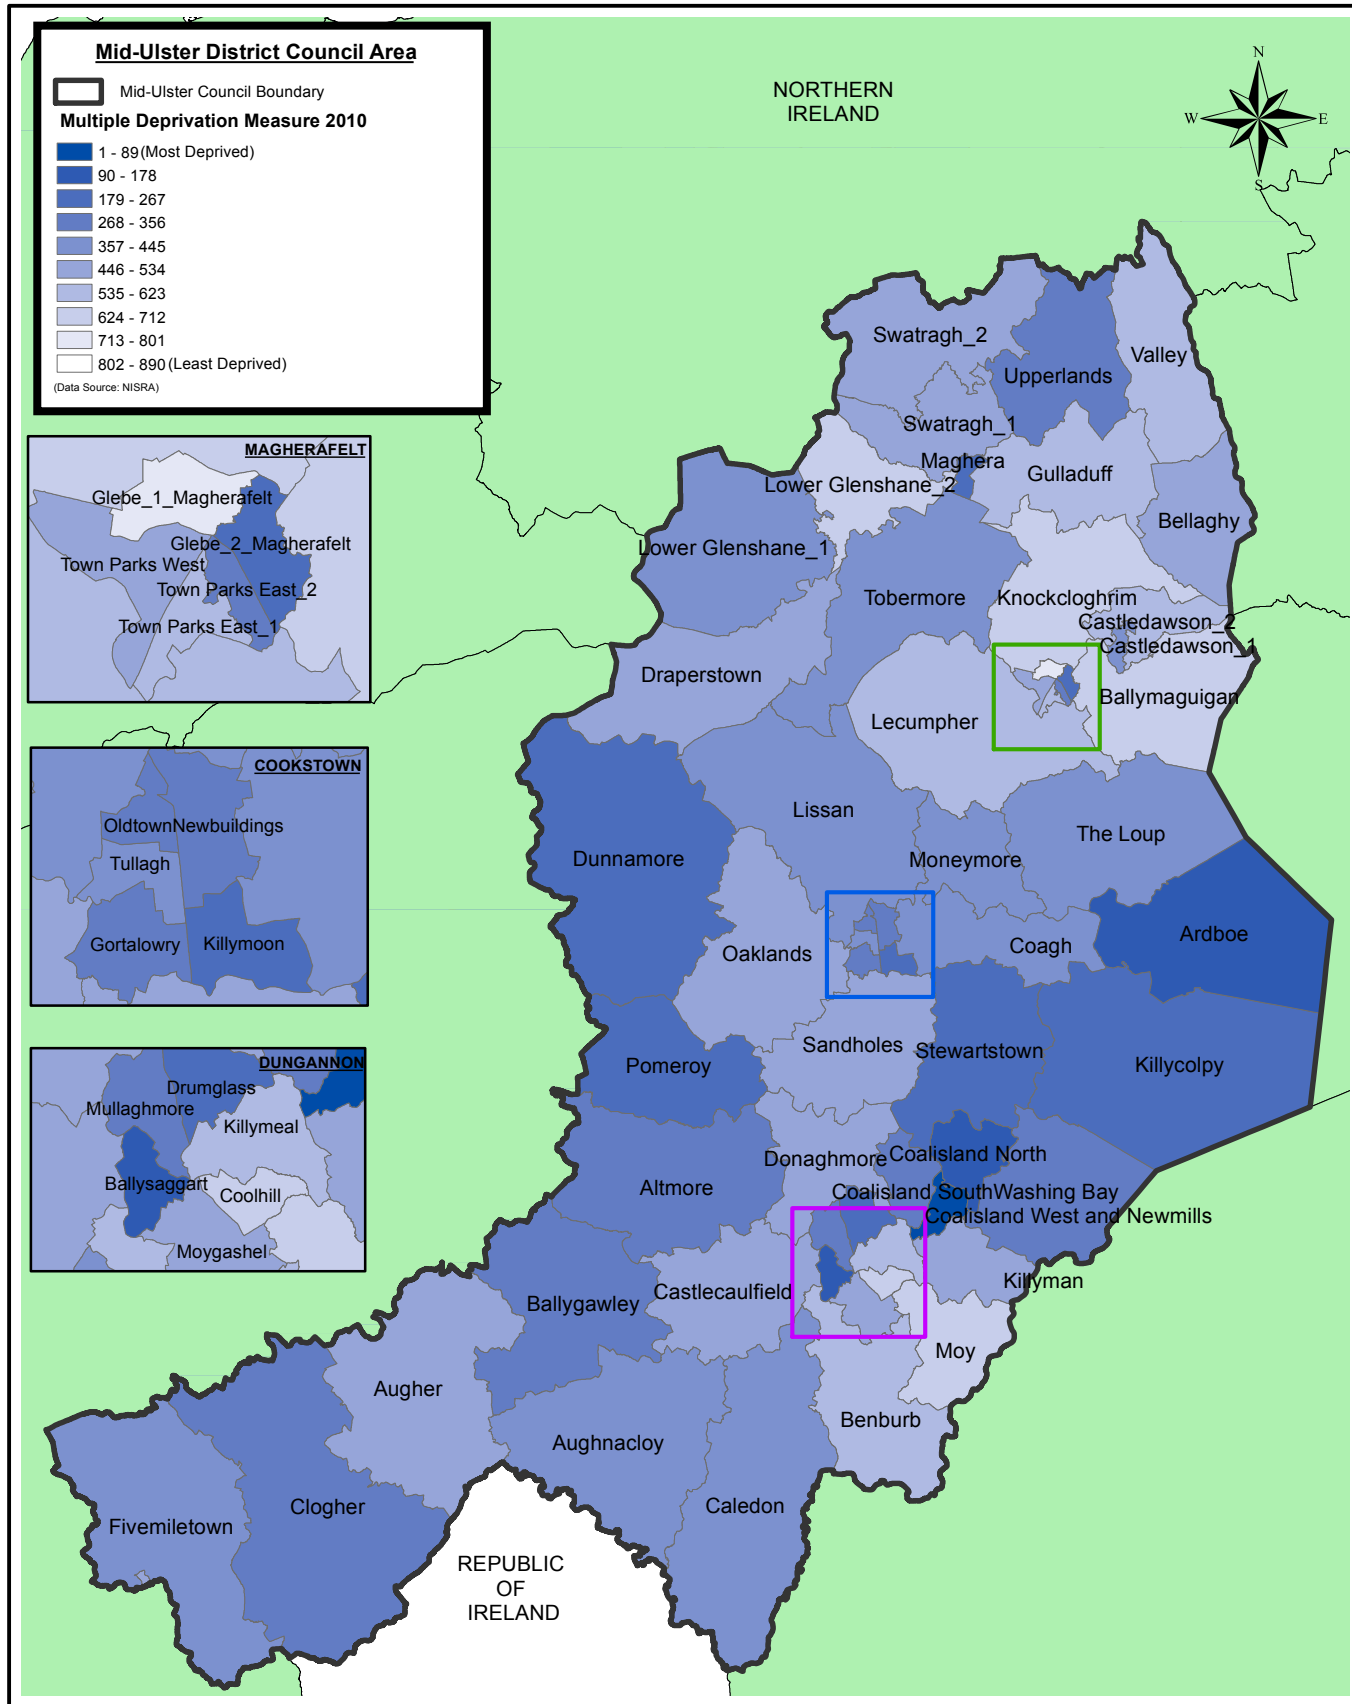 Mid-Ulster District Council Area
Mid-Ulster Council Boundary
Multiple Deprivation Measure 2010
1 - 89 (Most Deprived)
90 - 178
179 - 267
268 - 356
357 - 445
446 - 534
535 - 623
624 - 712
713 - 801
802 - 890 (Least Deprived)
(Data Source: NISRA)
NORTHERN
IRELAND
N
W
E
S
MAGHERAFELT
Glebe_1_Magherafelt
Glebe_2_Magherafelt
Town Parks West
Town Parks East_2
Town Parks East_1
COOKSTOWN
Oldtown
Newbuildings
Tullagh
Gortalowry
Killymoon
DUNGANNON
Drumglass
Mullaghmore
Killymeal
Ballysaggart
Coolhill
Moygashel
Swatragh_2
Valley
Upperlands
Swatragh_1
Maghera
Gulladuff
Lower Glenshane_2
Bellaghy
Lower Glenshane_1
Tobermore
Knockcloghrim
Castledawson_2
Castledawson_1
Draperstown
Ballymaguigan
Lecumpher
Lissan
The Loup
Dunnamore
Moneymore
Ardboe
Oaklands
Coagh
Sandholes
Stewartstown
Pomeroy
Killycolpy
Donaghmore
Coalisland North
Altmore
Coalisland South
Washing Bay
Coalisland West and Newmills
Killyman
Castlecaulfield
Ballygawley
Moy
Augher
Benburb
Aughnacloy
Clogher
Caledon
Fivemiletown
REPUBLIC
OF
IRELAND